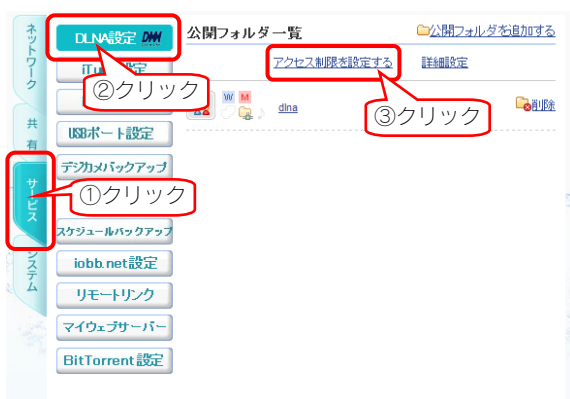 ネットワーク
共有
サービス
システム
DLNA設定
②クリック
USBポート設定
デジカメバックアップ
①クリック
スケジュールバックアップ
iobb.net設定
リモートリンク
マイウェブサーバー
BitTorrent設定
公開フォルダ一覧
公開フォルダを追加する
アクセス制限を設定する
詳細設定
W M
dlna
③クリック
削除